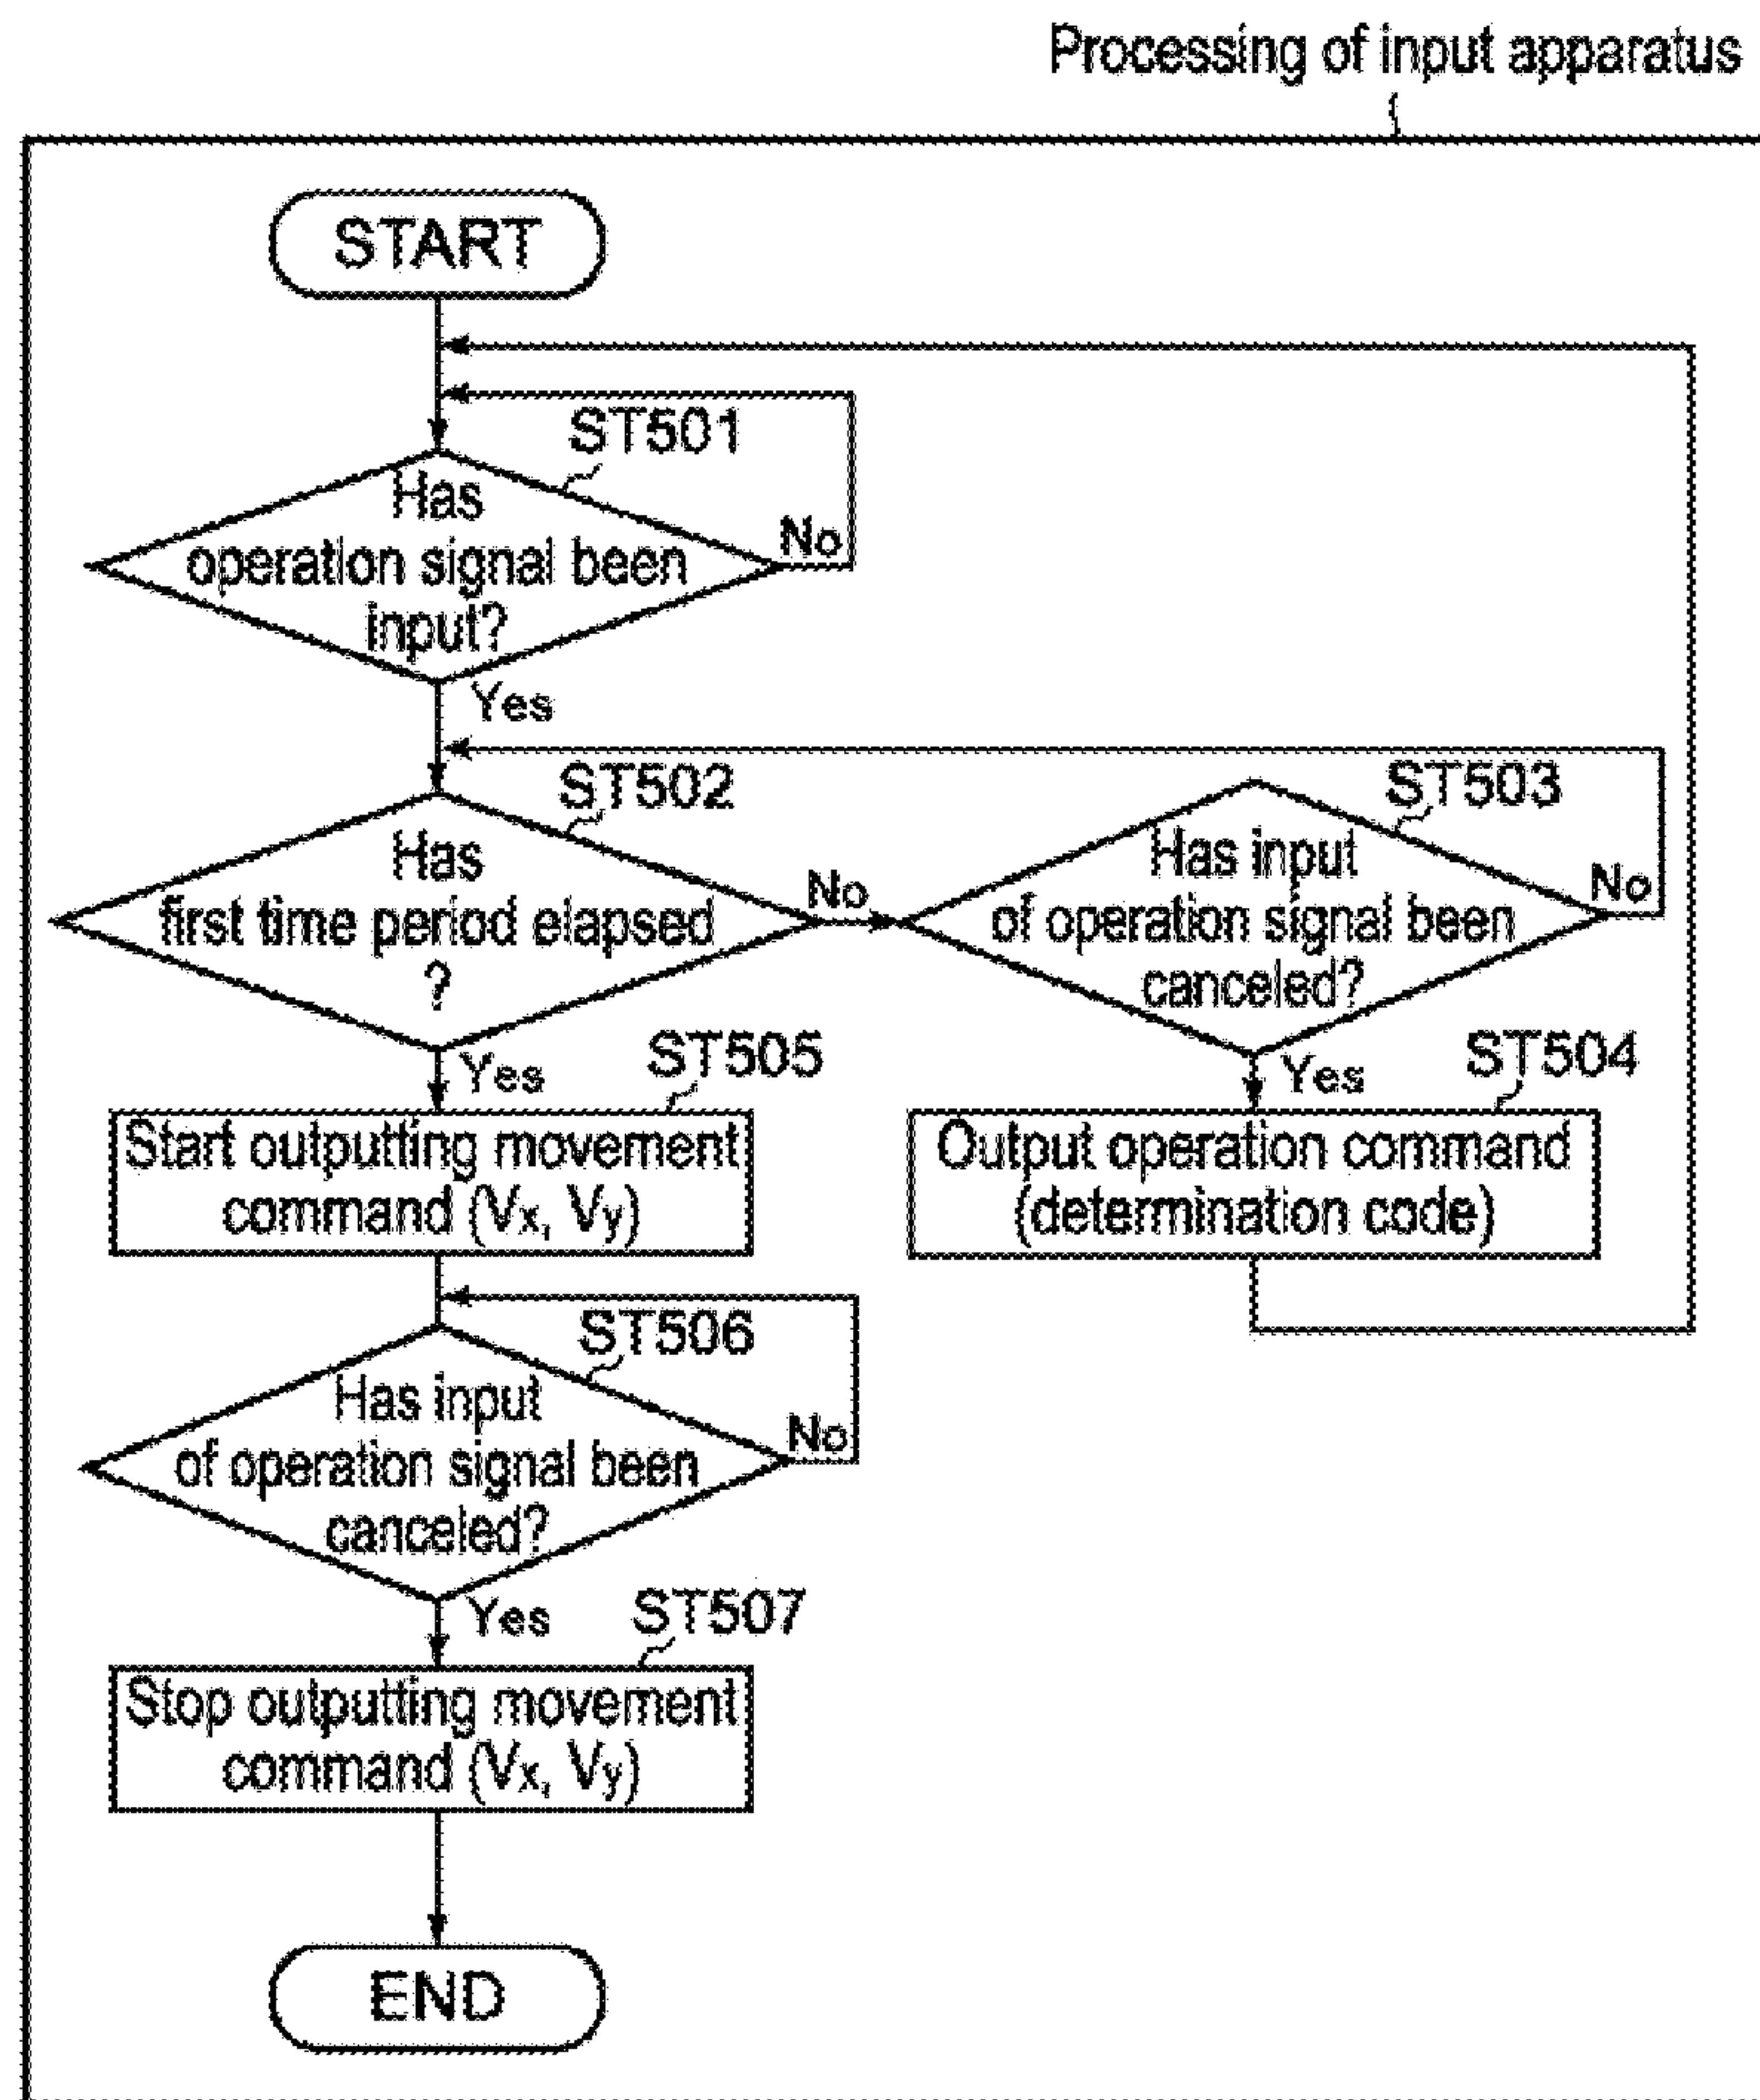 Processing of input apparatus
START
ST501
Has
operation signal been
input?
No
Yes
ST502
Has
first time period elapsed
?
No
ST503
Has input
of operation signal been
canceled?
No
Yes
ST505
Start outputting movement
command (Vx, Vy)
Yes
ST504
Output operation command
(determination code)
ST506
Has input
of operation signal been
canceled?
No
Yes
ST507
Stop outputting movement
command (Vx, Vy)
END